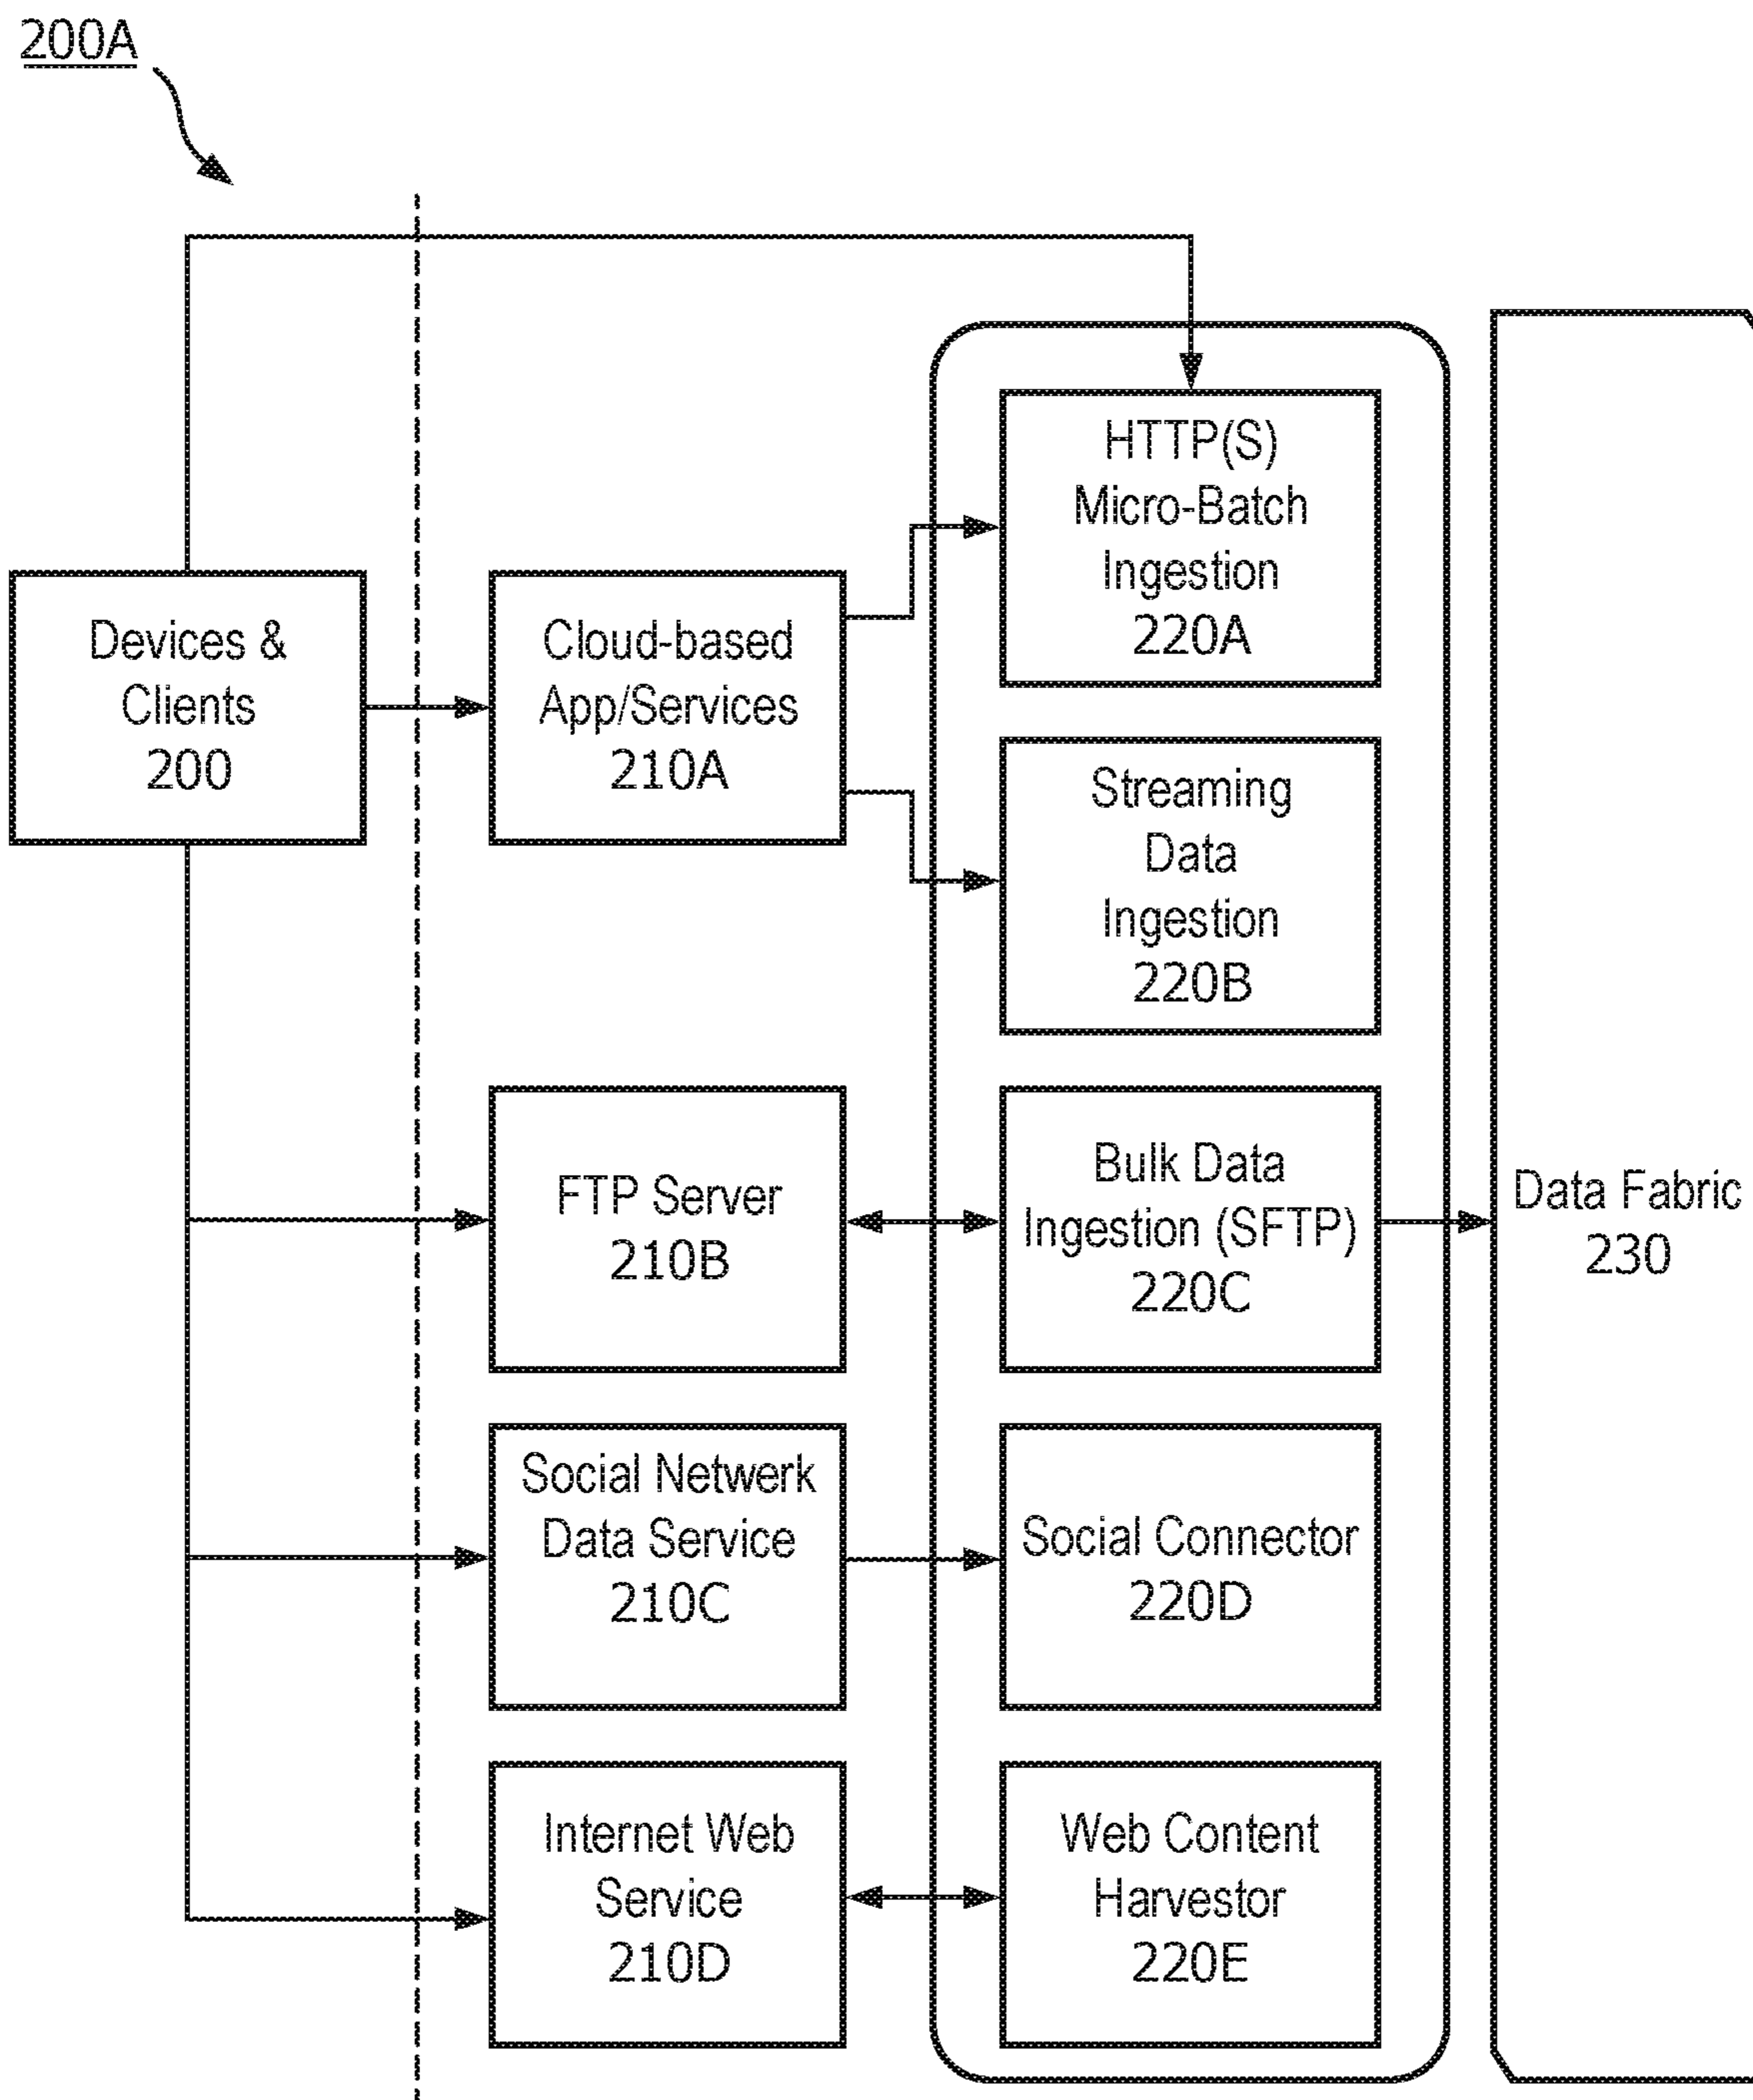 200A
Devices &
Clients
200
Cloud-based
App/Services
210A
HTTP(S)
Micro-Batch
Ingestion
220A
Streaming
Data
Ingestion
220B
FTP Server
210B
Bulk Data
Ingestion (SFTP)
220C
Data Fabric
230
Social Netwerk
Data Service
210C
Social Connector
220D
Internet Web
Service
210D
Web Content
Harvestor
220E